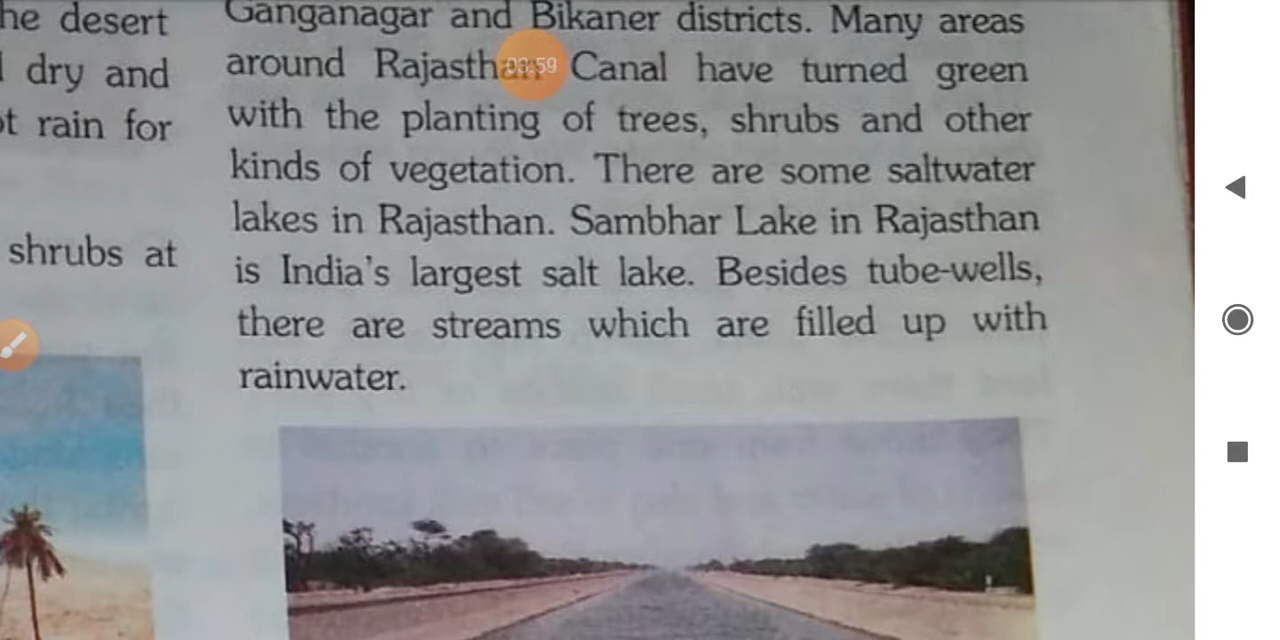 he desert
dry and
t rain for
shrubs at
Ganganagar and Bikaner districts. Many areas
around Rajasthan Canal have turned green
with the planting of trees, shrubs and other
kinds of vegetation. There are some saltwater
lakes in Rajasthan. Sambhar Lake in Rajasthan
is India's largest salt lake. Besides tube-wells,
there are streams which are filled up with
rainwater.
03:59